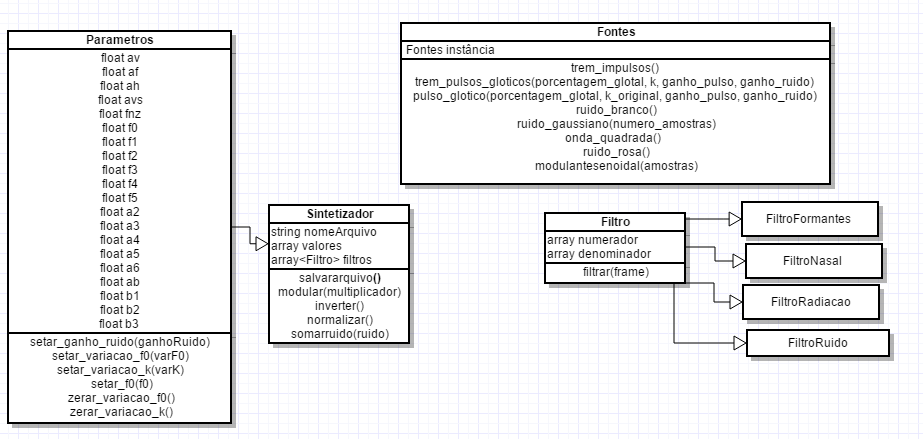 Parametros
float av
float af
float ah
float avs
float fnz
float f0
float f1
float f2
float f3
float f4
float f5
float a2
float a3
float a4
float a5
float a6
float ab
float b1
float b2
float b3
setar_ganho_ruido(ganhoRuido)
setar_variacao_f0(varF0)
setar_variacao_k(varK)
setar_f0(f0)
zerar_variacao_f0()
zerar_variacao_k()
Sintetizador
string nomeArquivo
array valores
array<Filtro> filtros
salvararquivo()
modular(multiplicador)
inverter()
normalizar()
somarruido(ruido)
Fontes
Fontes instância
trem_impulsos()
trem_pulsos_gloticos(porcentagem_glotal, k, ganho_pulso, ganho_ruido)
pulso_glotico(porcentagem_glotal, k_original, ganho_pulso, ganho_ruido)
ruido_branco()
ruido_gaussiano(numero_amostras)
onda_quadrada()
ruido_rosa()
modulantesenoidal(amostras)
Filtro
array numerador
array denominador
filtrar(frame)
FiltroFormantes
FiltroNasal
FiltroRadiacao
FiltroRuido